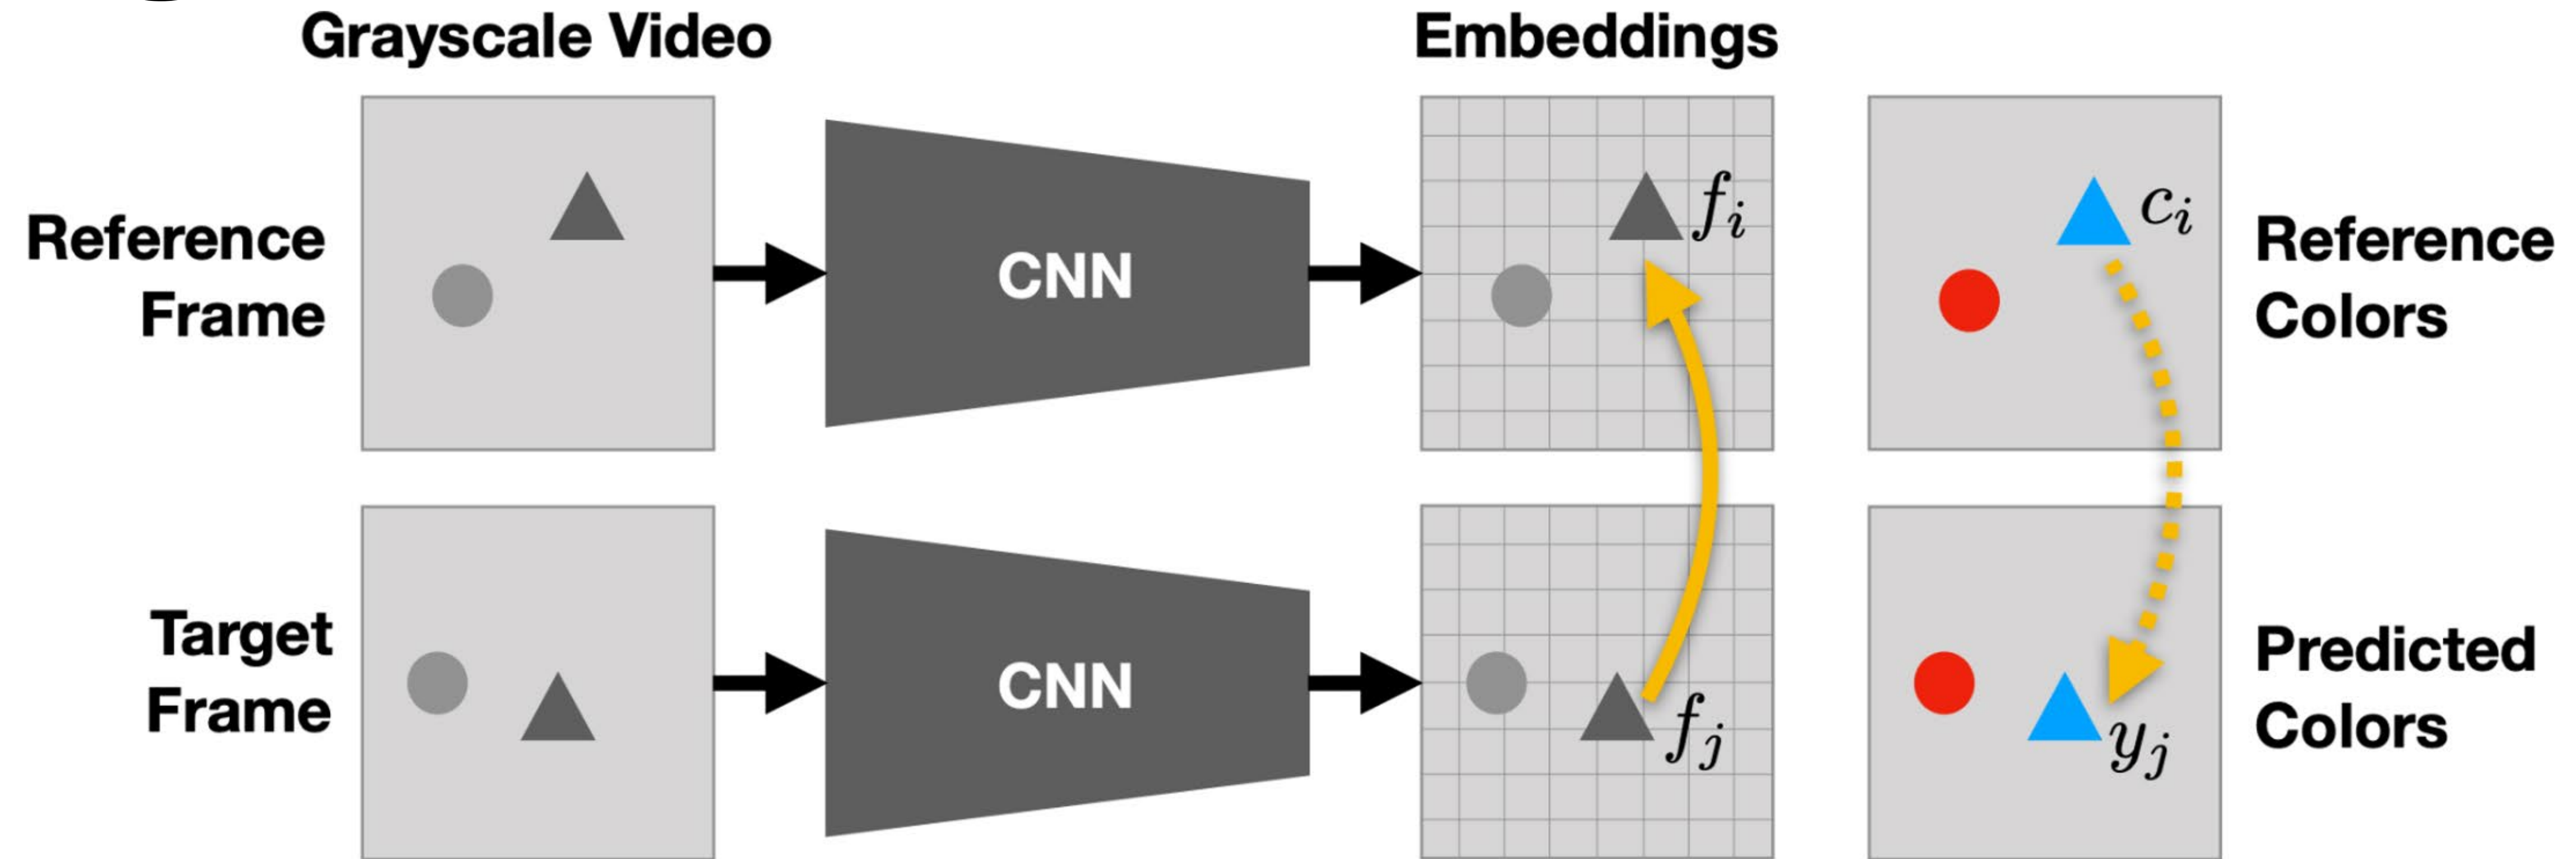 Grayscale Video
Embeddings
Reference
Frame
CNN
f_i
c_i
Reference
Colors
Target
Frame
CNN
f_j
y_j
Predicted
Colors